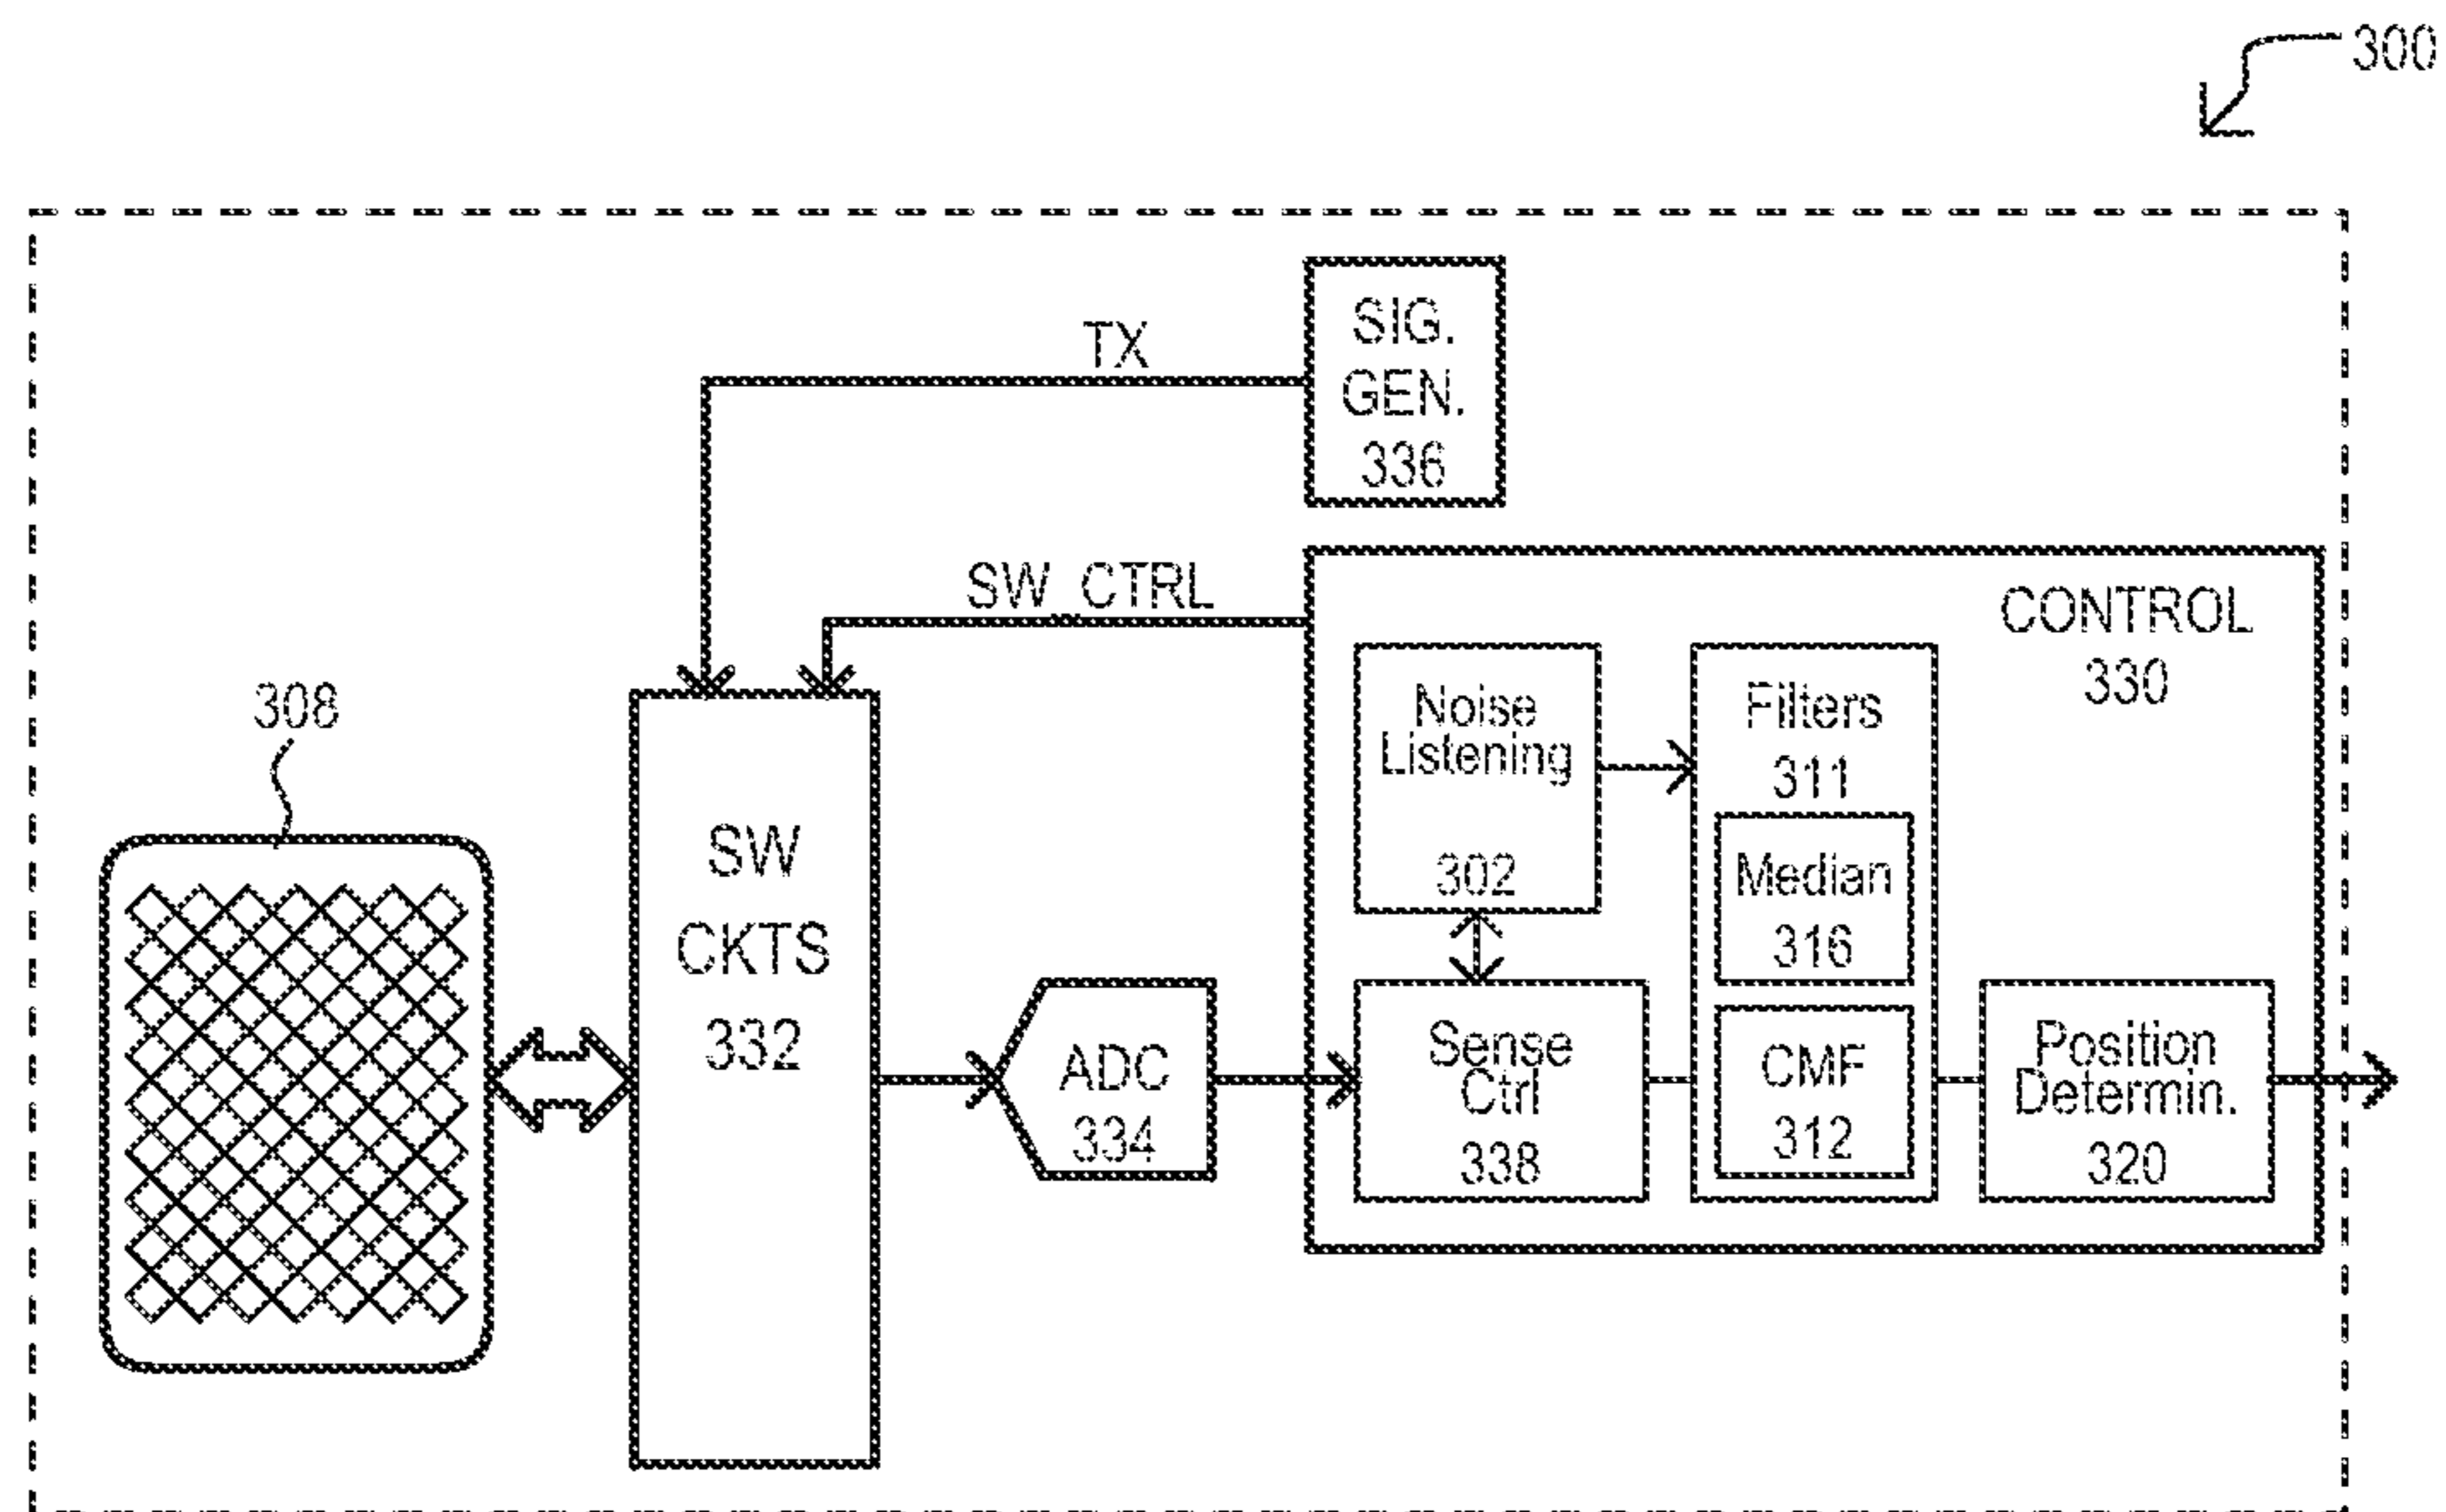 300
TX
SIG.
GEN.
336
SW_CTRL
CONTROL
330
308
SW
CKTS
332
Noise
Listening
302
Filters
311
Median
316
ADC
334
Sense
Ctrl
338
CMF
312
Position
Determin.
320